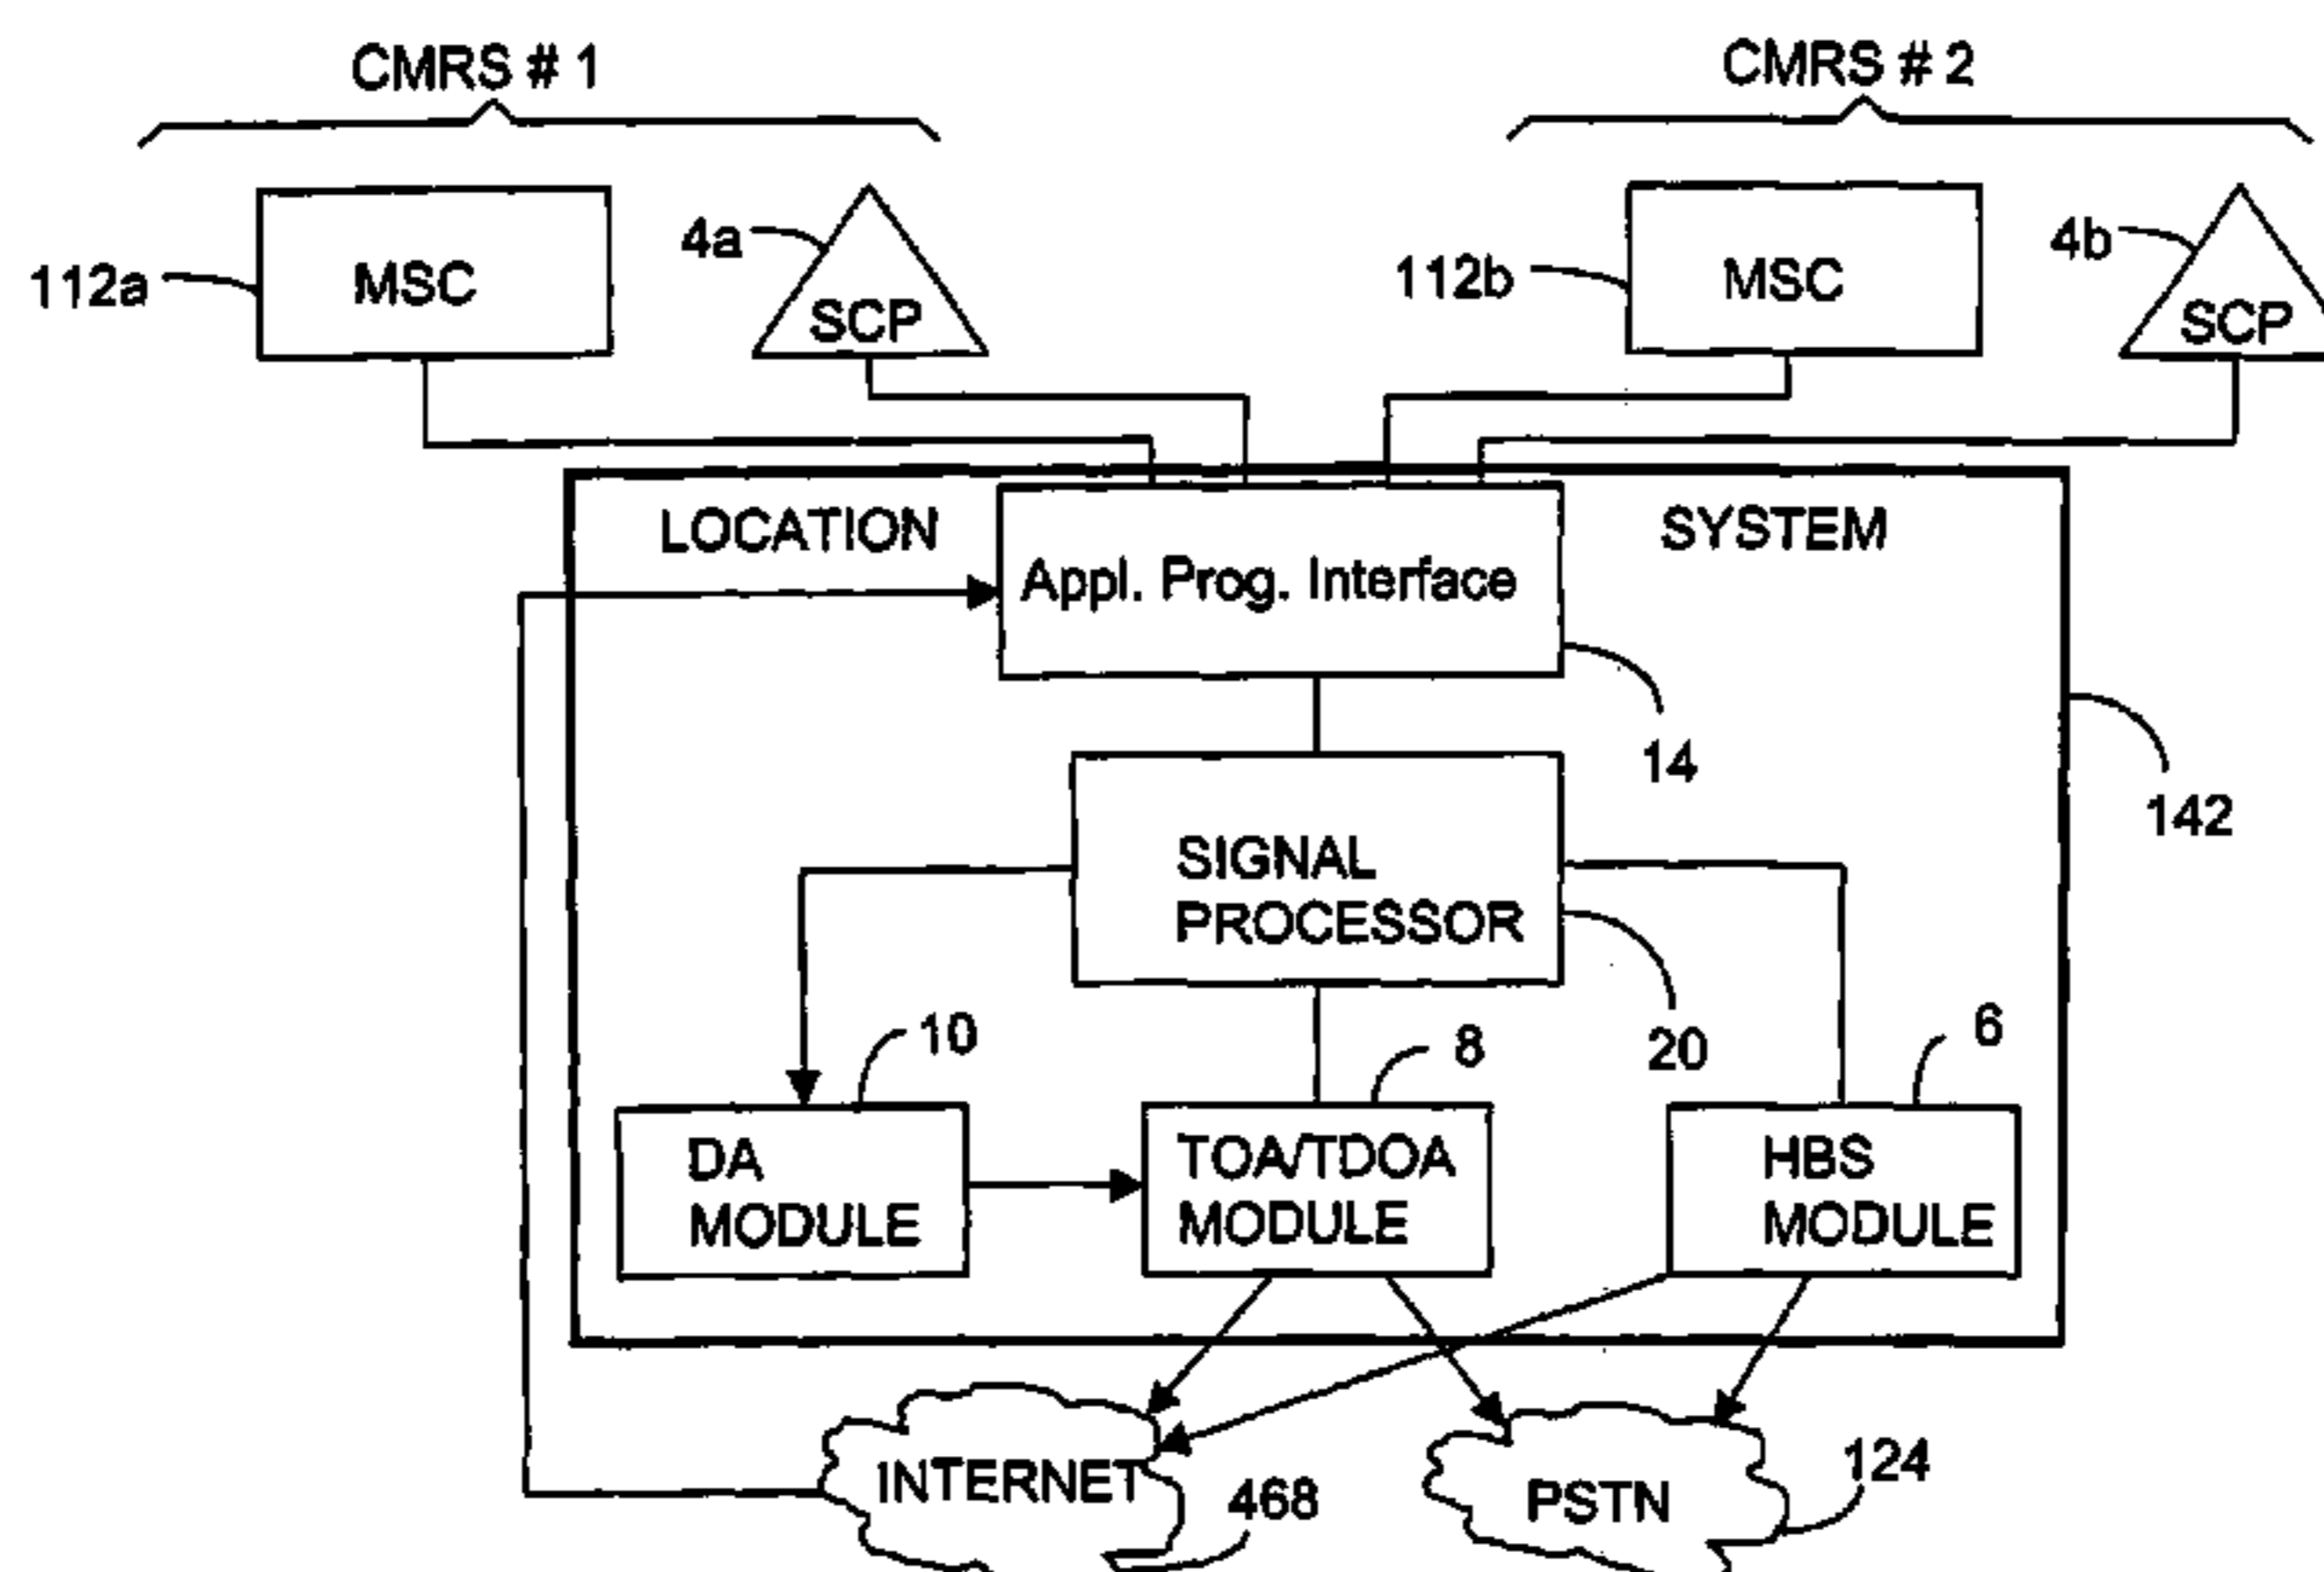 CMRS # 1
CMRS # 2
112a
MSC
4a
SCP
112b
MSC
4b
SCP
LOCATION
SYSTEM
Appl. Prog. Interface
14
142
SIGNAL
PROCESSOR
20
10
8
6
DA
MODULE
TOA/TDOA
MODULE
HBS
MODULE
INTERNET
468
PSTN
124